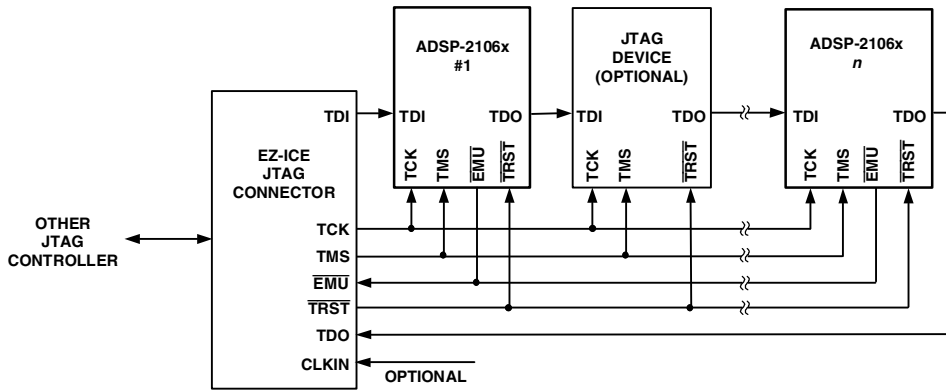 ADSP-2106x
#1
JTAG
DEVICE
(OPTIONAL)
ADSP-2106x
n
TDI
TDI
TDO
TDI
TDO
TDI
TDO
TCK
TMS
EMU
TRST
TCK
TMS
TRST
TCK
TMS
EMU
TRST
EZ-ICE
JTAG
CONNECTOR
OTHER
JTAG
CONTROLLER
TCK
TMS
EMU
TRST
TDO
CLKIN
OPTIONAL